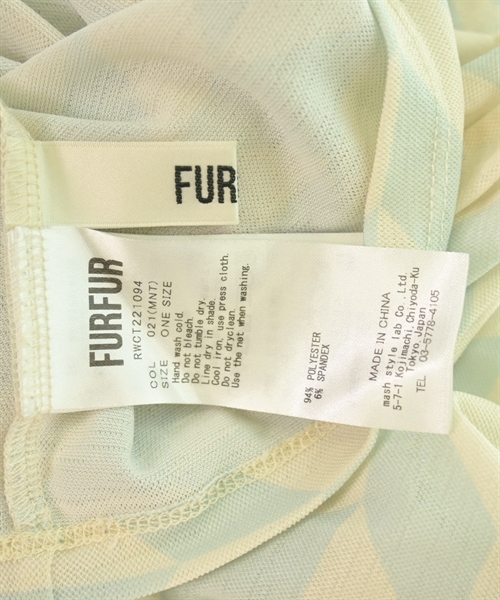 FUR
FURFUR
RWCT221094
COL 021(MNT)
SIZE ONE SIZE
Hand wash cold.
Do not bleach.
Do not tumble dry.
Line dry in shade.
Cool iron, use press cloth.
Do not dryclean.
Use the net when washing.
94% POLYESTER
6% SPANDEX
MADE IN CHINA
mash style lab Co.,Ltd.
5-7-1 Kojimachi,Chiyoda-Ku
Tokyo,Japan
TEL 03-5778-4105